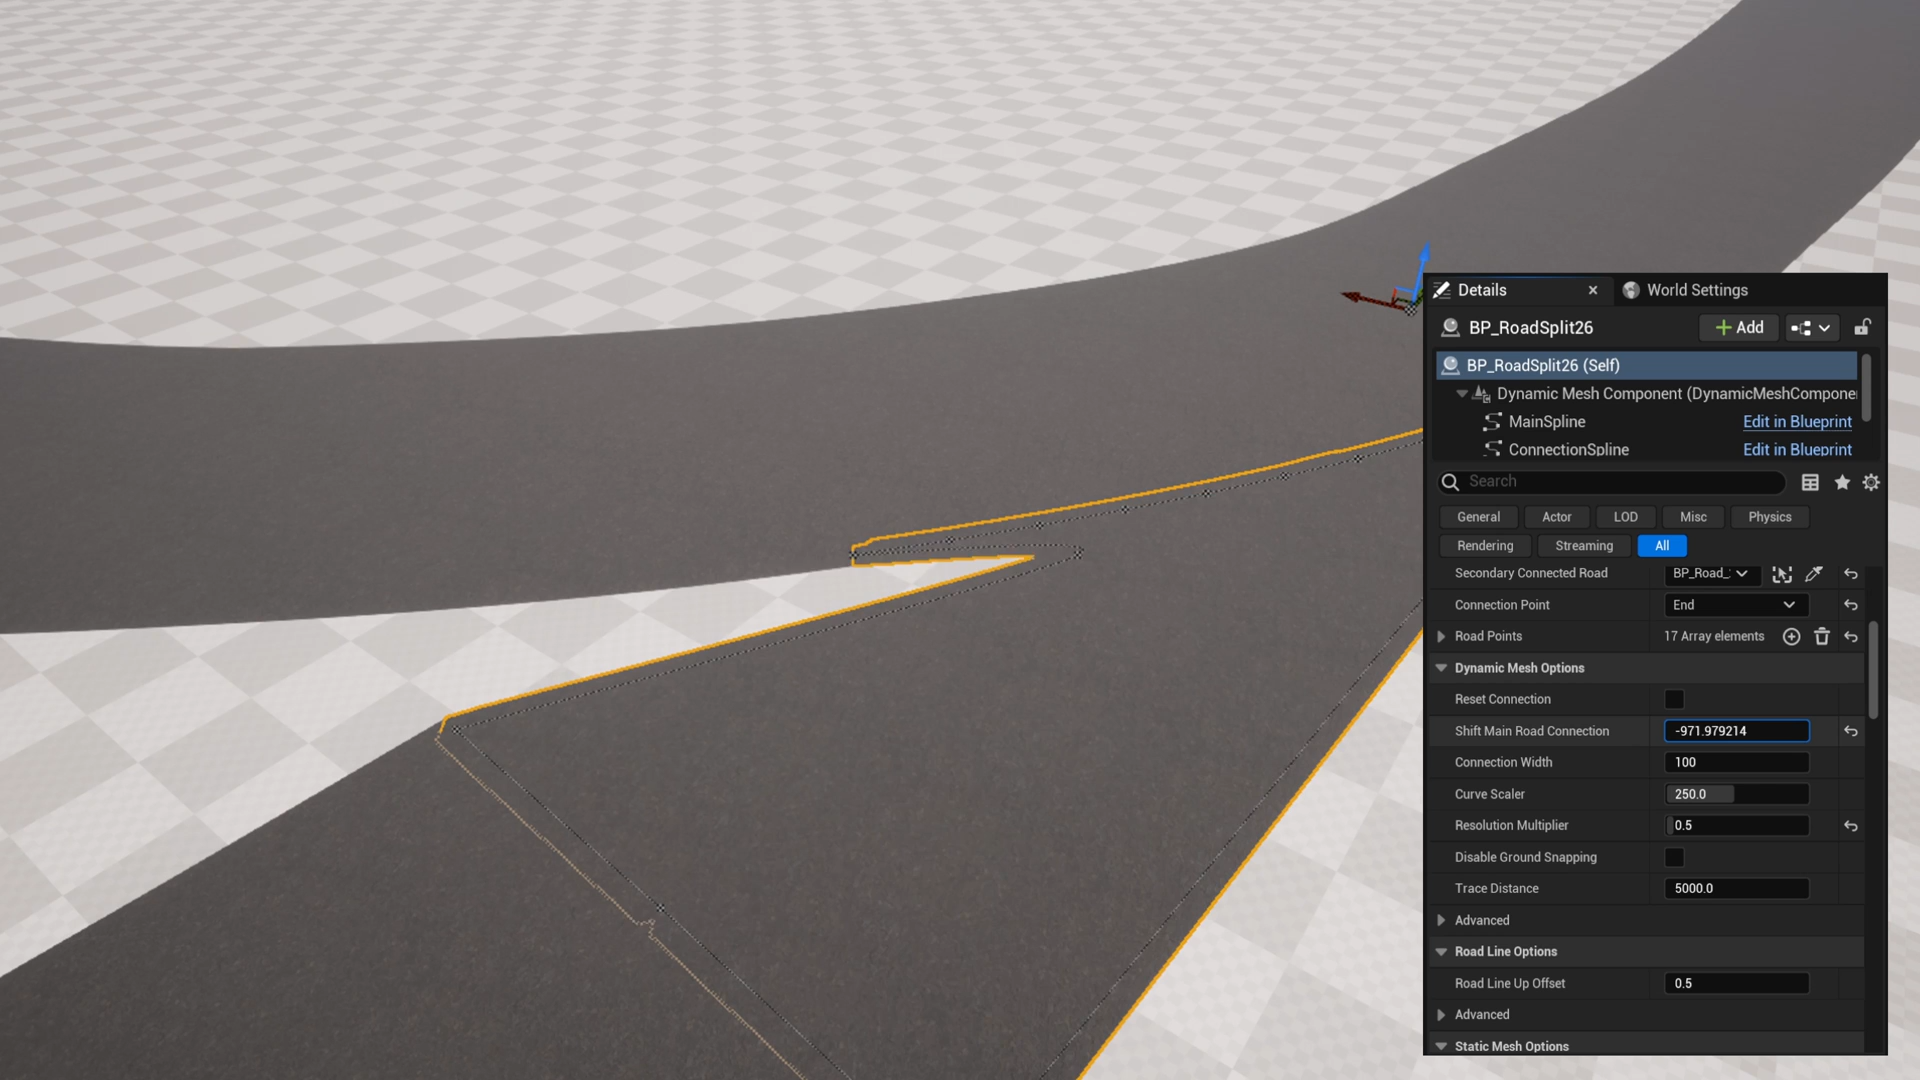 Details
World Settings
BP_RoadSplit26
Add
BP_RoadSplit26 (Self)
Dynamic Mesh Component (DynamicMeshCompone
MainSpline Edit in Blueprint
ConnectionSpline Edit in Blueprint
Search
General Actor LOD Misc Physics
Rendering Streaming All
Secondary Connected Road BP_Road_
Connection Point End
Road Points 17 Array elements
Dynamic Mesh Options
Reset Connection
Shift Main Road Connection -971.979214
Connection Width 100
Curve Scaler 250.0
Resolution Multiplier 0.5
Disable Ground Snapping
Trace Distance 5000.0
Advanced
Road Line Options
Road Line Up Offset 0.5
Advanced
Static Mesh Options